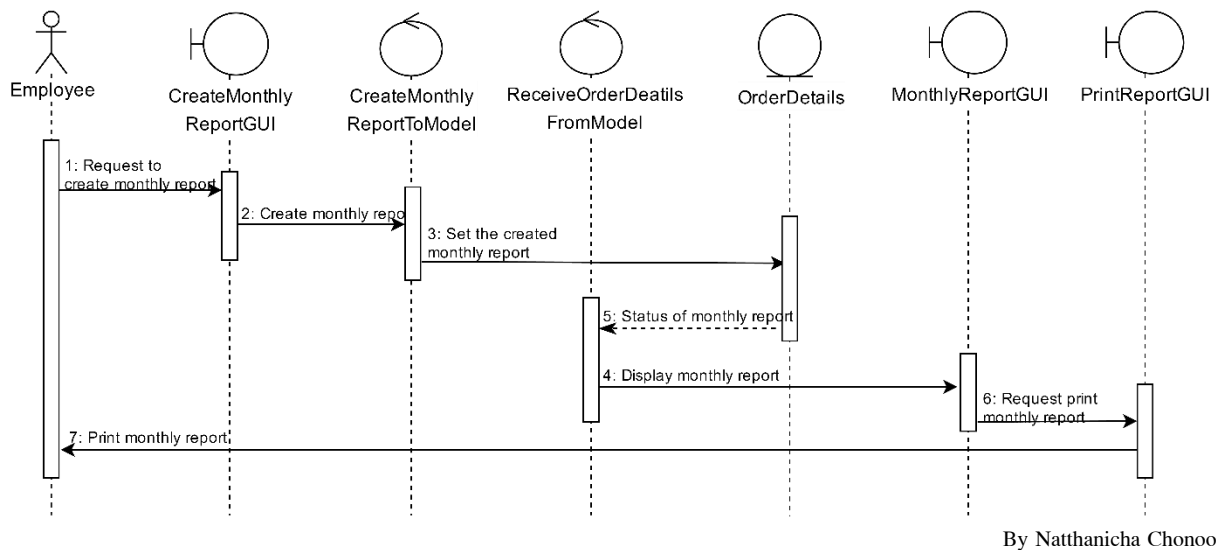 Employee
CreateMonthly
ReportGUI
CreateMonthly
ReportToModel
ReceiveOrderDeatils
FromModel
OrderDetails
MonthlyReportGUI
PrintReportGUI
1: Request to
create monthly report
2: Create monthly repo
3: Set the created
monthly report
5: Status of monthly report
4: Display monthly report
6: Request print
monthly report
7: Print monthly report
By Natthanicha Chonoo